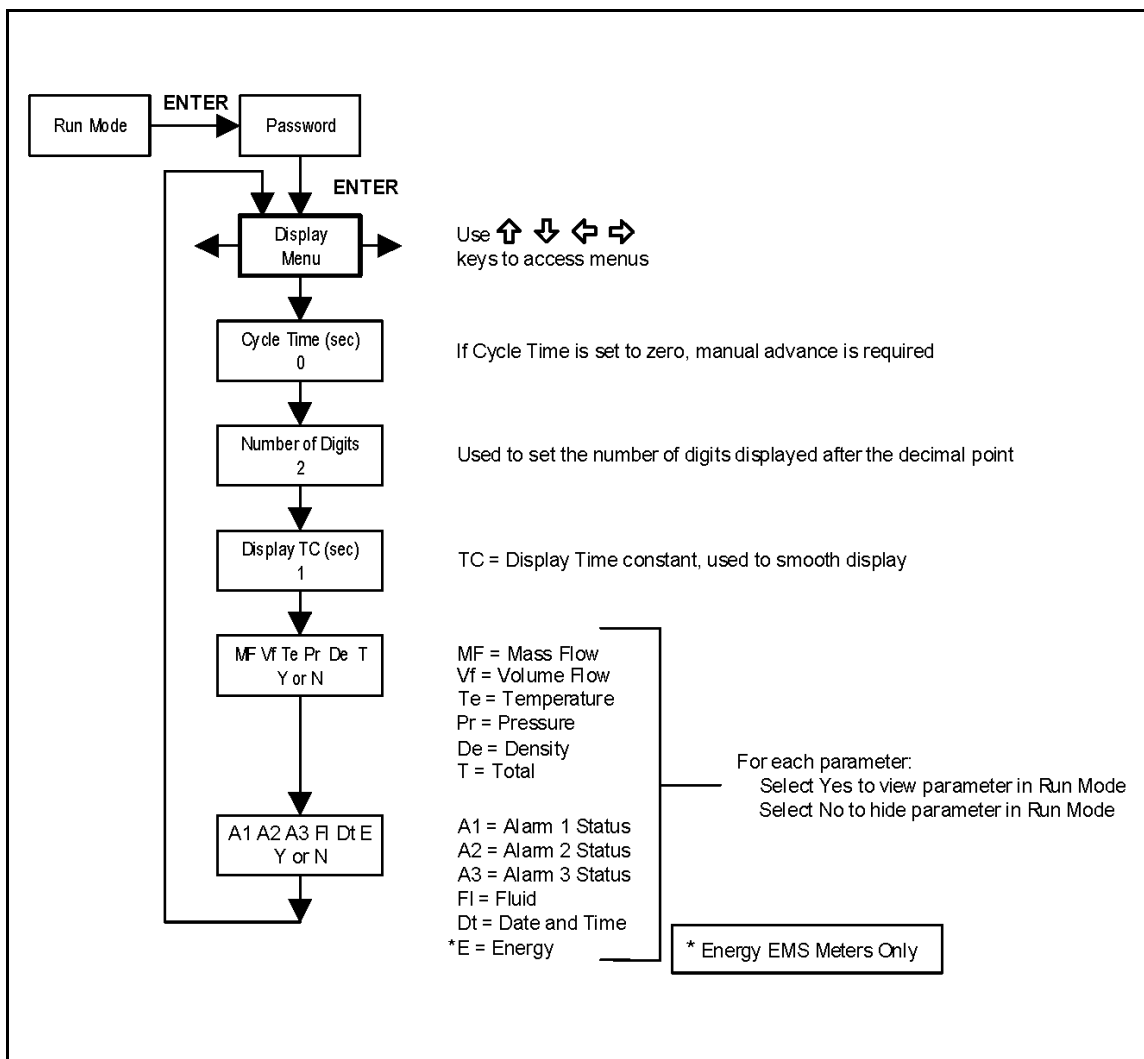 ENTER
Run Mode
Password
ENTER
Display
Menu
Use
keys to access menus
Cycle Time (sec)
0
If Cycle Time is set to zero, manual advance is required
Number of Digits
2
Used to set the number of digits displayed after the decimal point
Display TC (sec)
1
TC = Display Time constant, used to smooth display
MF Vf Te Pr De T
Y or N
MF = Mass Flow
Vf = Volume Flow
Te = Temperature
Pr = Pressure
De = Density
T = Total
For each parameter:
Select Yes to view parameter in Run Mode
Select No to hide parameter in Run Mode
A1 A2 A3 Fl Dt E
Y or N
A1 = Alarm 1 Status
A2 = Alarm 2 Status
A3 = Alarm 3 Status
Fl = Fluid
Dt = Date and Time
*E = Energy
* Energy EMS Meters Only